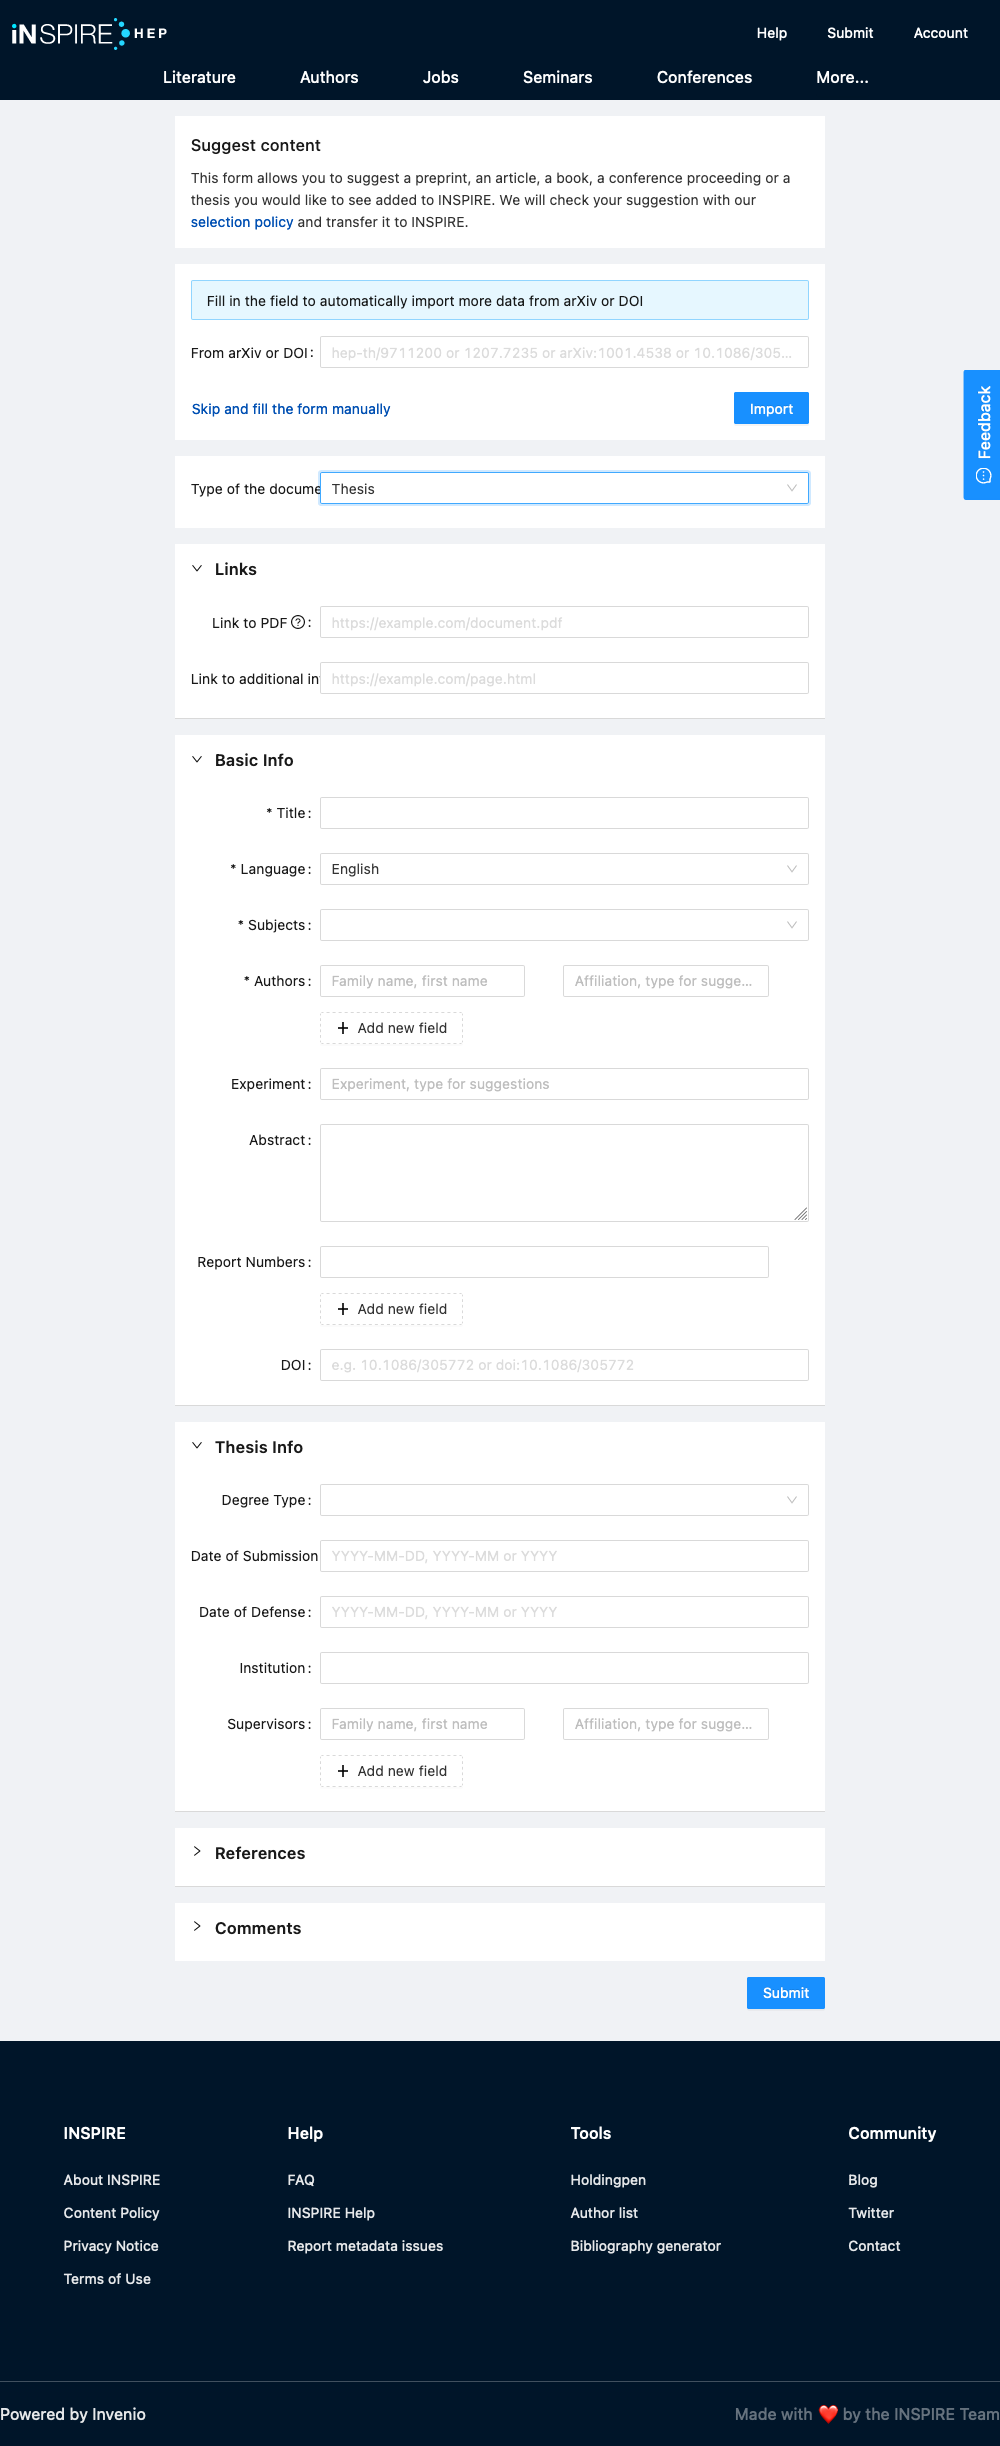 iNSPIRE HEP
Help Submit Account
Literature Authors Jobs Seminars Conferences More...
Suggest content
This form allows you to suggest a preprint, an article, a book, a conference proceeding or a
thesis you would like to see added to INSPIRE. We will check your suggestion with our
selection policy and transfer it to INSPIRE.
Fill in the field to automatically import more data from arXiv or DOI
From arXiv or DOI: hep-th/9711200 or 1207.7235 or arXiv:1001.4538 or 10.1086/305...
Skip and fill the form manually Import
Feedback
Type of the docume Thesis
Links
Link to PDF : https://example.com/document.pdf
Link to additional in https://example.com/page.html
Basic Info
* Title:
* Language: English
* Subjects:
* Authors: Family name, first name Affiliation, type for sugge...
+ Add new field
Experiment: Experiment, type for suggestions
Abstract:
Report Numbers:
+ Add new field
DOI: e.g. 10.1086/305772 or doi:10.1086/305772
Thesis Info
Degree Type:
Date of Submission YYYY-MM-DD, YYYY-MM or YYYY
Date of Defense: YYYY-MM-DD, YYYY-MM or YYYY
Institution:
Supervisors: Family name, first name Affiliation, type for sugge...
+ Add new field
References
Comments
Submit
INSPIRE Help Tools Community
About INSPIRE FAQ Holdingpen Blog
Content Policy INSPIRE Help Author list Twitter
Privacy Notice Report metadata issues Bibliography generator Contact
Terms of Use
Powered by Invenio Made with ❤️ by the INSPIRE Team